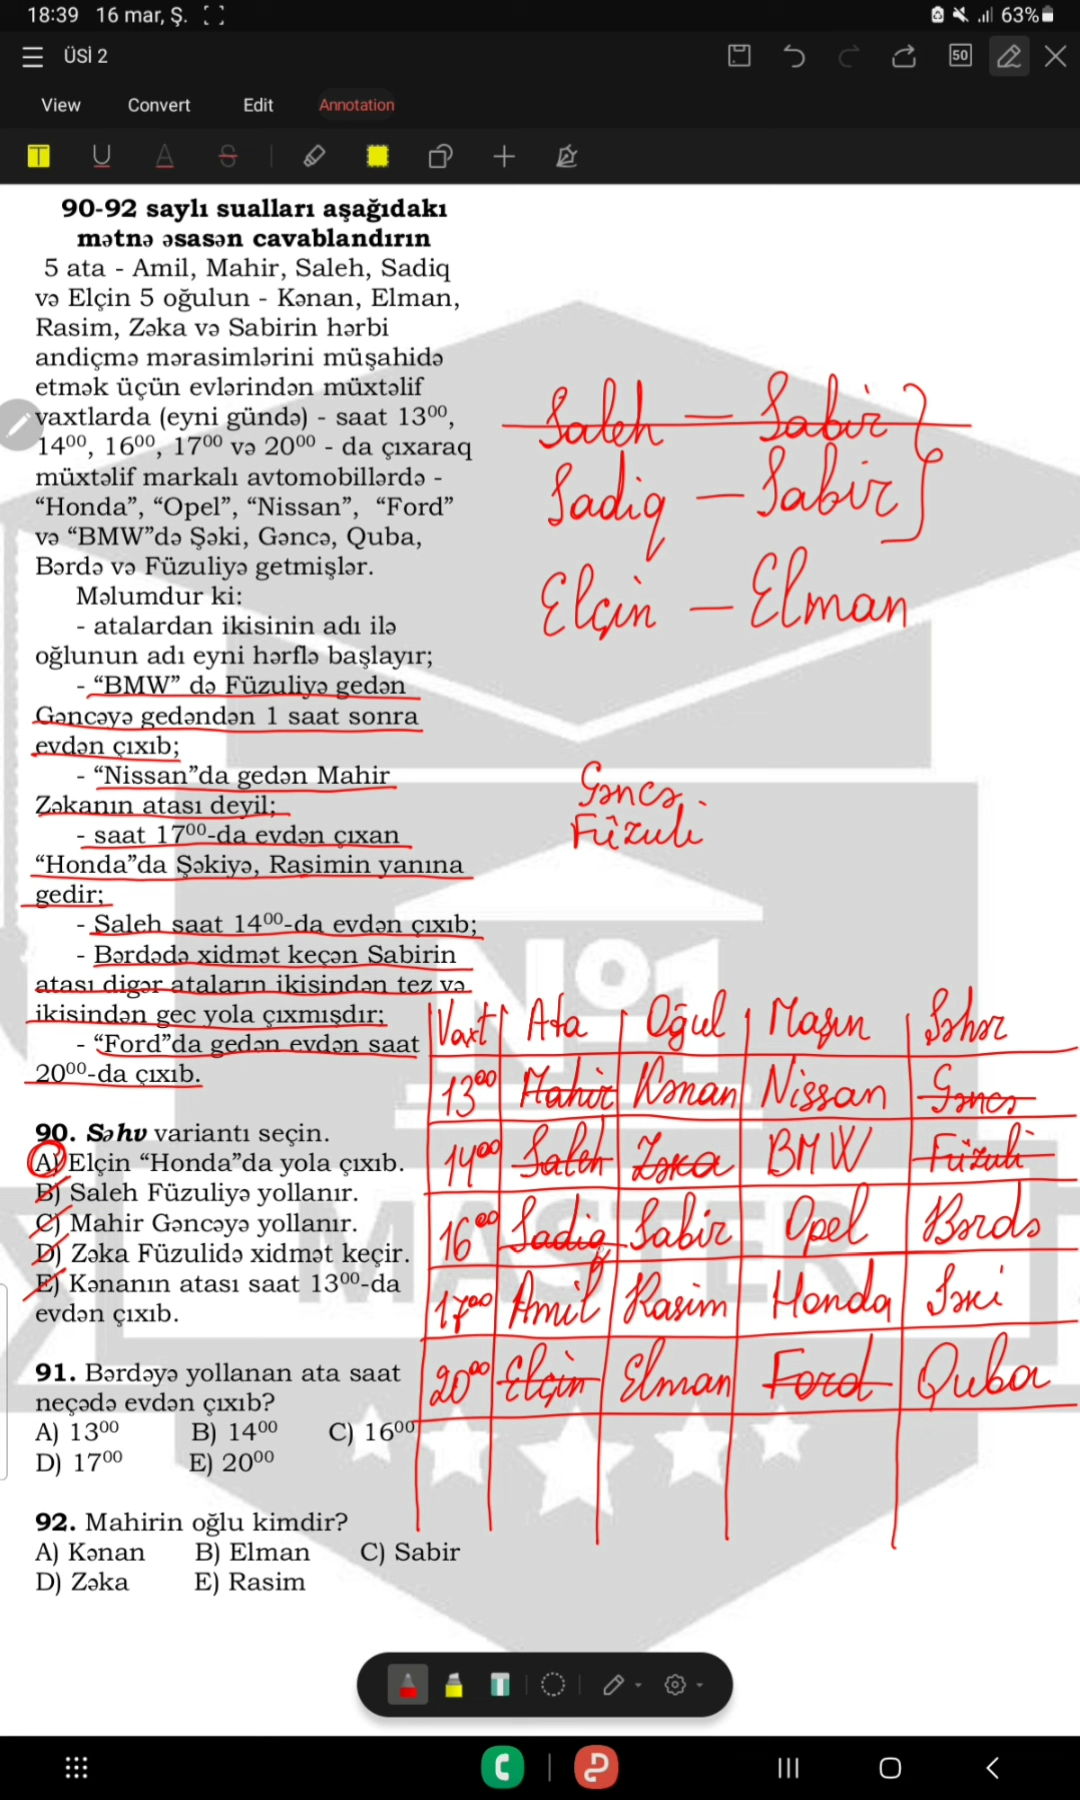 18:39 16 mar, Ş. 63%
ÜSİ 2 50
View Convert Edit Annotation
T U A S
90-92 saylı sualları aşağıdakı
mətnə əsasən cavablandırın
5 ata - Amil, Mahir, Saleh, Sadiq
və Elçin 5 oğulun - Kənan, Elman,
Rasim, Zəka və Sabirin hərbi
andiçmə mərasimlərini müşahidə
etmək üçün evlərindən müxtəlif
vaxtlarda (eyni gündə) - saat 13⁰⁰,
14⁰⁰, 16⁰⁰, 17⁰⁰ və 20⁰⁰ - da çıxaraq
müxtəlif markalı avtomobillərdə -
“Honda”, “Opel”, “Nissan”, “Ford”
və “BMW”də Şəki, Gəncə, Quba,
Bərdə və Füzuliyə getmişlər.
Məlumdur ki:
- atalardan ikisinin adı ilə
oğlunun adı eyni hərflə başlayır;
- “BMW” də Füzuliyə gedən
Gəncəyə gedəndən 1 saat sonra
evdən çıxıb;
- “Nissan”da gedən Mahir
Zəkanın atası deyil;
- saat 17⁰⁰-da evdən çıxan
“Honda”da Şəkiyə, Rasimin yanına
gedir;
- Saleh saat 14⁰⁰-da evdən çıxıb;
- Bərdədə xidmət keçən Sabirin
atası digər ataların ikisindən tez və
ikisindən gec yola çıxmışdır;
- “Ford”da gedən evdən saat
20⁰⁰-da çıxıb.
90. Səhv variantı seçin.
A) Elçin “Honda”da yola çıxıb.
B) Saleh Füzuliyə yollanır.
C) Mahir Gəncəyə yollanır.
D) Zəka Füzulidə xidmət keçir.
E) Kənanın atası saat 13⁰⁰-da
evdən çıxıb.
91. Bərdəyə yollanan ata saat
neçədə evdən çıxıb?
A) 13⁰⁰ B) 14⁰⁰ C) 16⁰⁰
D) 17⁰⁰ E) 20⁰⁰
92. Mahirin oğlu kimdir?
A) Kənan B) Elman C) Sabir
D) Zəka E) Rasim
Saleh – Sabir
Sadiq – Sabir
Elçin – Elman
Gəncə
Füzuli
Vaxt Ata Oğul Maşın Şəhər
13⁰⁰ Mahir Kənan Nissan Gəncə
14⁰⁰ Saleh Zəka BMW Füzuli
16⁰⁰ Sadiq Sabir Opel Bərdə
17⁰⁰ Amil Rasim Honda Şəki
20⁰⁰ Elçin Elman Ford Quba
№1
MASTER